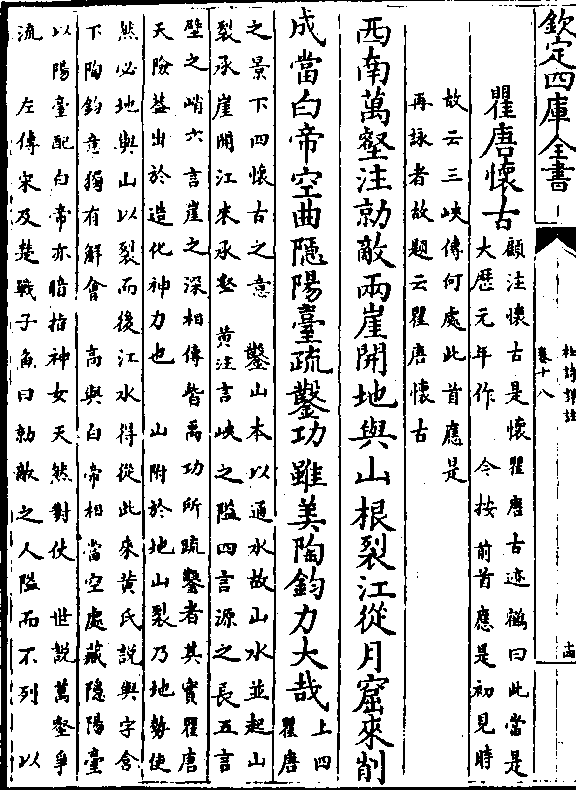 欽定四庫全書
杜詩詳註
卷十八
瞿唐懷古 顧注懷古是懷瞿唐古迹鶴曰此當是
大歷元年作 今按前首應是初見時
故云三峽傳何處此首應是
再詠者故題云瞿唐懷古
西南萬壑注勍敵兩崖開地與山根裂江從月窟來削
成當白帝空曲隱陽臺疏鑿功雖美陶鈞力大哉 上四
瞿唐
之景下四懷古之意 鑿山本以通水故山水並起山
裂承崖開江來承壑 黃注言峽之隘四言源之長五言
壁之峭六言崖之深相傳皆禹功所疏鑿者其實瞿唐
天險蓋出於造化神力也 山附於地山裂乃地勢使
然必地與山以裂而後江水得從此來黃氏說與字含
下陶鈞意獨有解會 高與白帝相當空處藏隱陽臺
以陽臺配白帝亦暗指神女天然對使 世說萬壑爭
流 左傳宋及楚戰子魚曰勍敵之人隘而不列 以